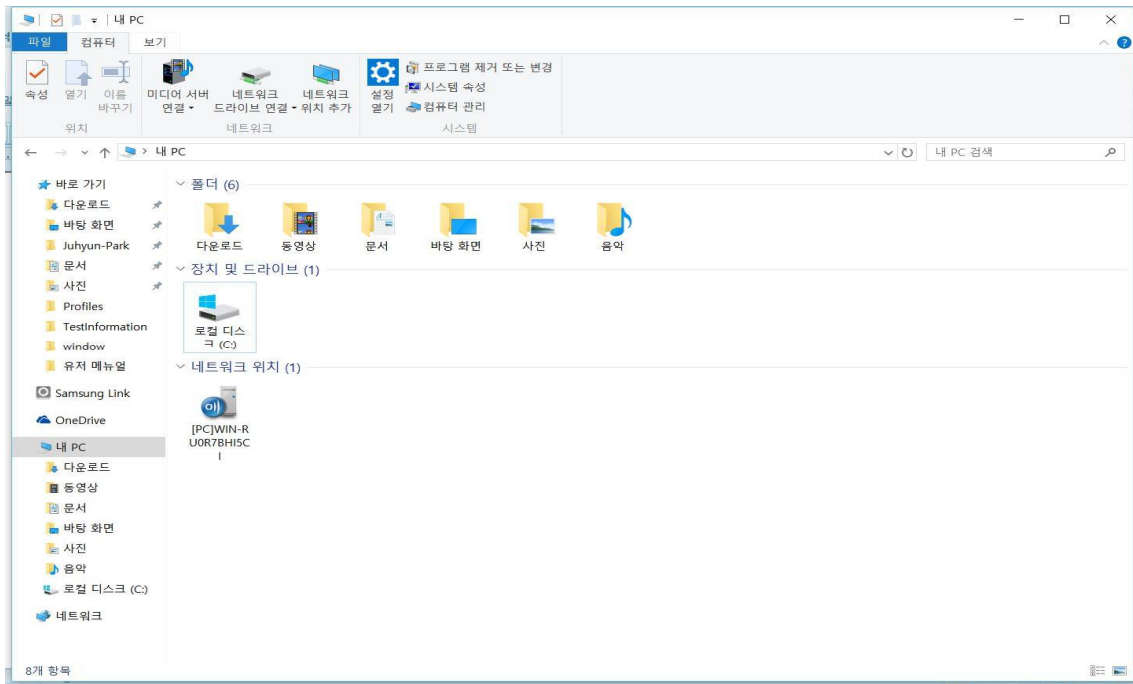 내 PC
파일 컴퓨터 보기
속성 열기 이름 바꾸기 미디어 서버 연결 네트워크 드라이브 연결 네트워크 위치 추가 설정 열기
프로그램 제거 또는 변경
시스템 속성
컴퓨터 관리
위치 네트워크 시스템
내 PC 내 PC 검색
바로 가기
다운로드
바탕 화면
Juhyun-Park
문서
사진
Profiles
TestInformation
window
유저 메뉴얼
Samsung Link
OneDrive
내 PC
다운로드
동영상
문서
바탕 화면
사진
음악
로컬 디스크 (C:)
네트워크
폴더 (6)
다운로드 동영상 문서 바탕 화면 사진 음악
장치 및 드라이브 (1)
로컬 디스
크 (C:)
네트워크 위치 (1)
[PC]WIN-R
U0R7BHI5C
I
8개 항목